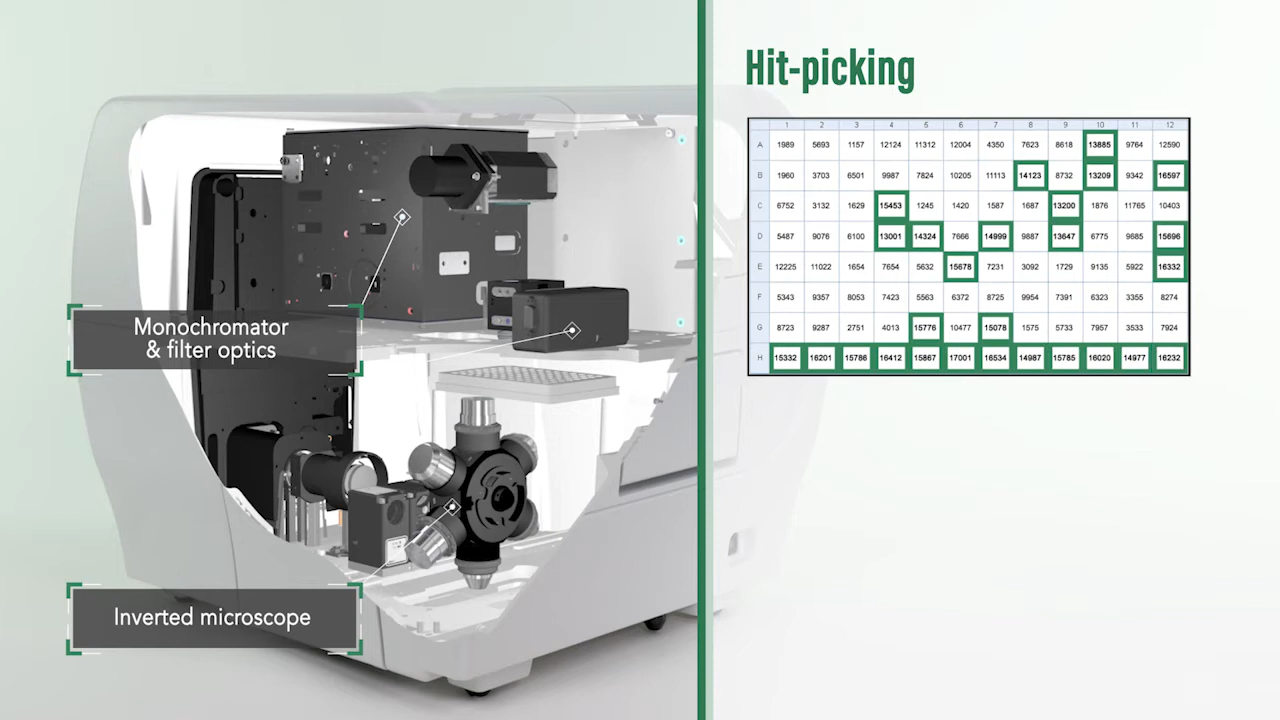 Hit-picking
1 2 3 4 5 6 7 8 9 10 11 12
A 1989 5693 1157 12124 11312 12004 4350 7623 8618 13885 9764 12590
B 1960 3703 6501 9987 7824 10205 11113 14123 8732 13209 9342 16597
C 6752 3132 1629 15453 1245 1420 1587 1687 13200 1876 11765 10403
D 5487 9076 6100 13001 14324 7666 14999 9887 13647 6775 9685 15696
E 12225 11022 1654 7654 5632 15678 7231 3092 1729 9135 5922 16332
F 5343 9357 8053 7423 5563 6372 8725 9954 7391 6323 3355 8274
G 8723 9287 2751 4013 15776 10477 15078 1575 5733 7957 3533 7924
H 15332 16201 15786 16412 15867 17001 16534 14987 15785 16020 14977 16232
Monochromator
& filter optics
Inverted microscope